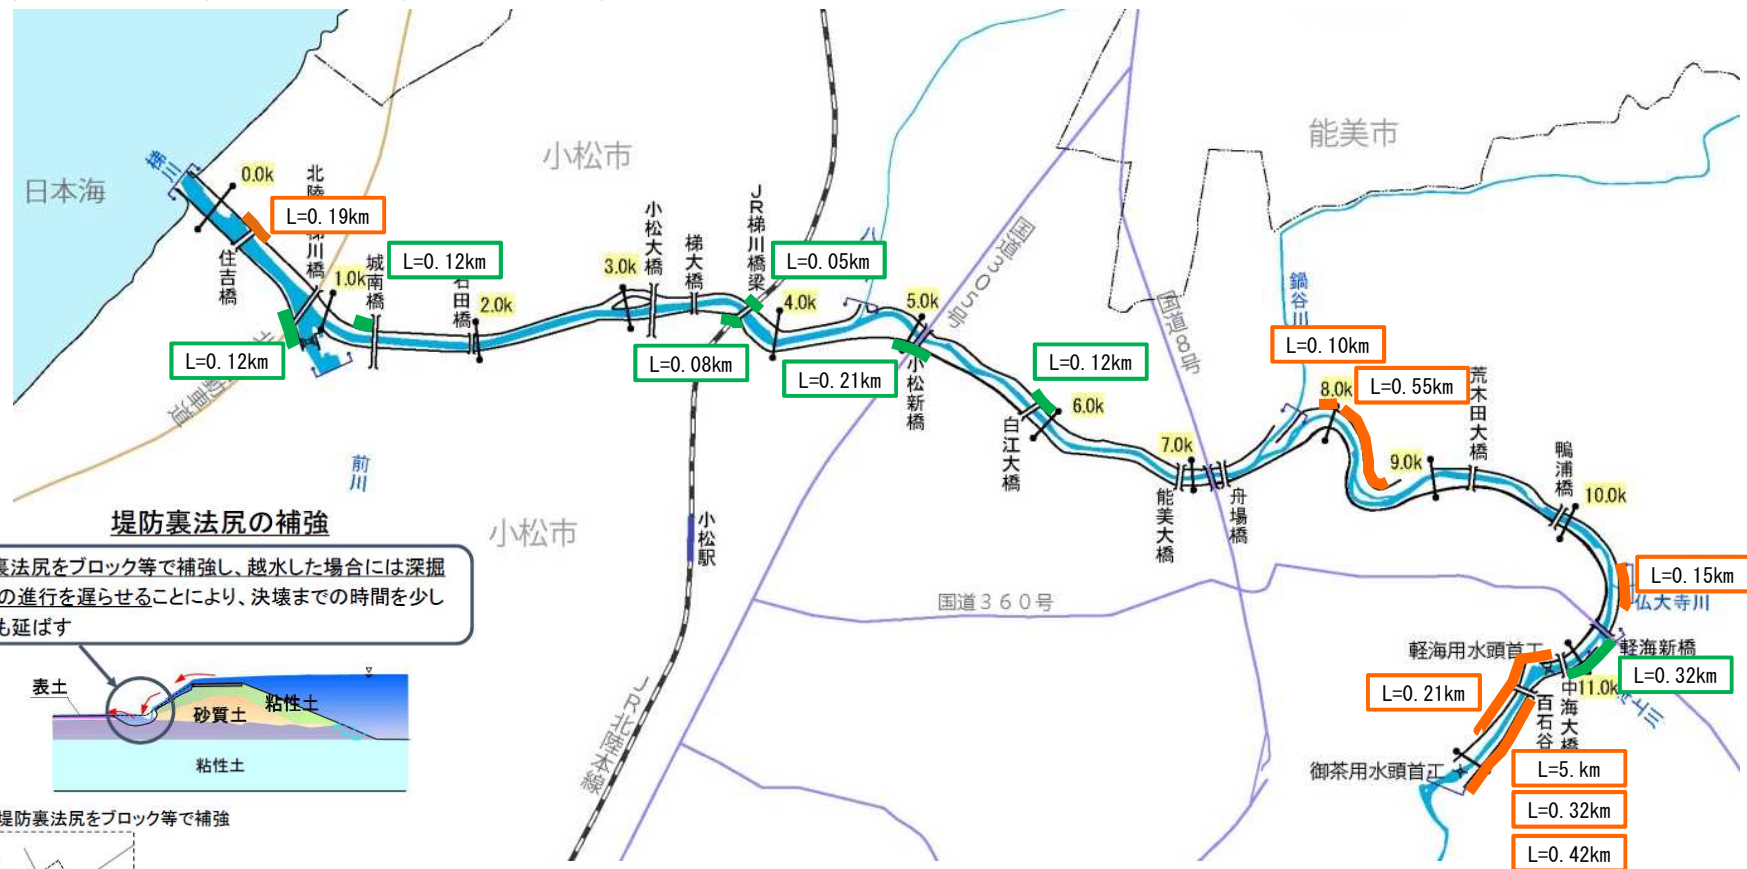 日本海
梯川
0.0k
L=0.19km
住吉橋
1.0k
城南橋
L=0.12km
L=0.12km
前川
石田橋
2.0k
小松市
3.0k
小松大橋
梯大橋
JR梯川橋梁
L=0.05km
L=0.08km
4.0k
L=0.21km
5.0k
小松新橋
国道305号
L=0.12km
白江大橋
6.0k
7.0k
能美大橋
舟場橋
国道8号
能美市
鍋谷川
L=0.10km
8.0k
L=0.55km
9.0k
荒木田大橋
鴨浦橋
10.0k
L=0.15km
仏大寺川
軽海新橋
L=0.32km
11.0k
中海大橋
軽海用水頭首工
L=0.21km
百石谷
御茶用水頭首工
L=5.km
L=0.32km
L=0.42km
国道360号
小松市
小松駅
JR北陸本線
堤防裏法尻の補強
裏法尻をブロック等で補強し、越水した場合には深掘
の進行を遅らせることにより、決壊までの時間を少し
も延ばす
表土
砂質土
粘性土
粘性土
堤防裏法尻をブロック等で補強